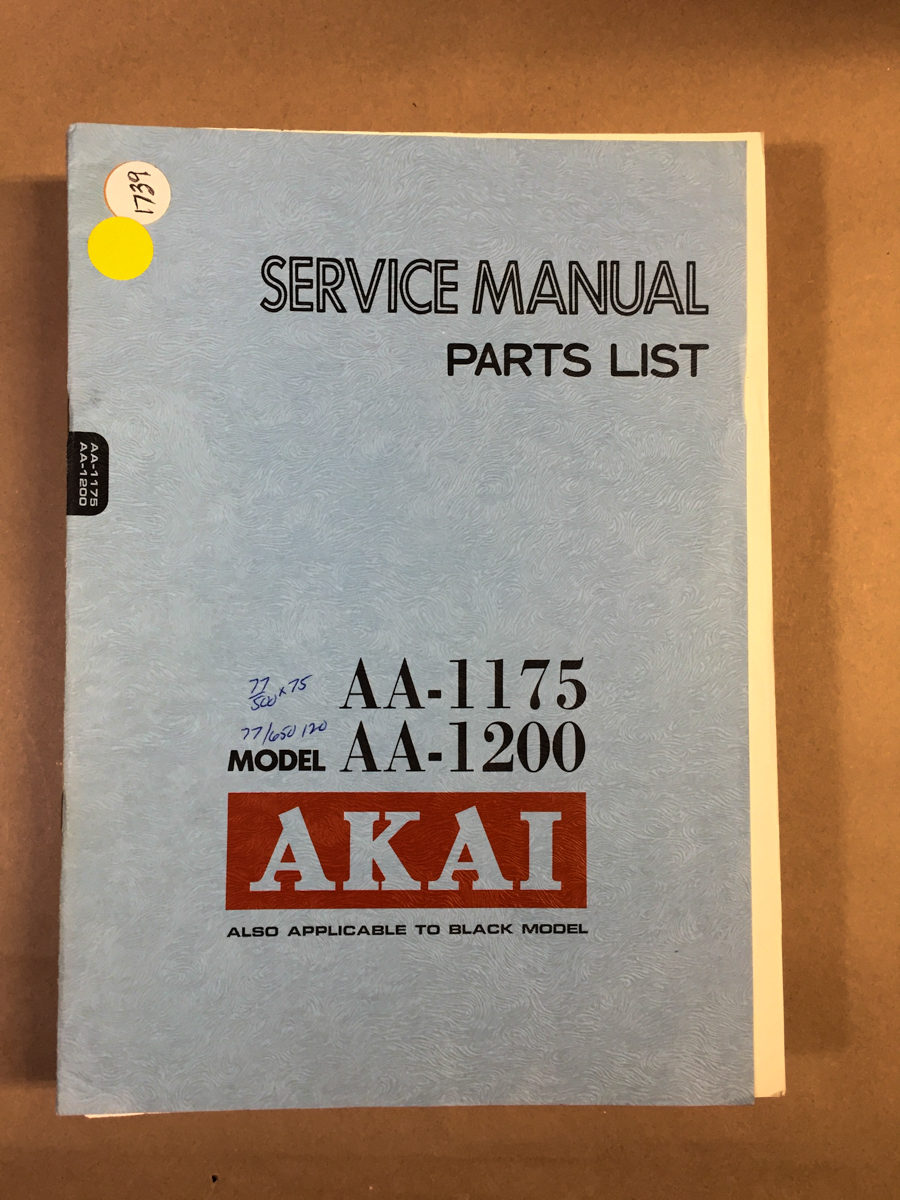 1739
SERVICE MANUAL
PARTS LIST
AA-1175
AA-1200
77/500 x 75
AA-1175
77/650 120
MODEL AA-1200
AKAI
ALSO APPLICABLE TO BLACK MODEL